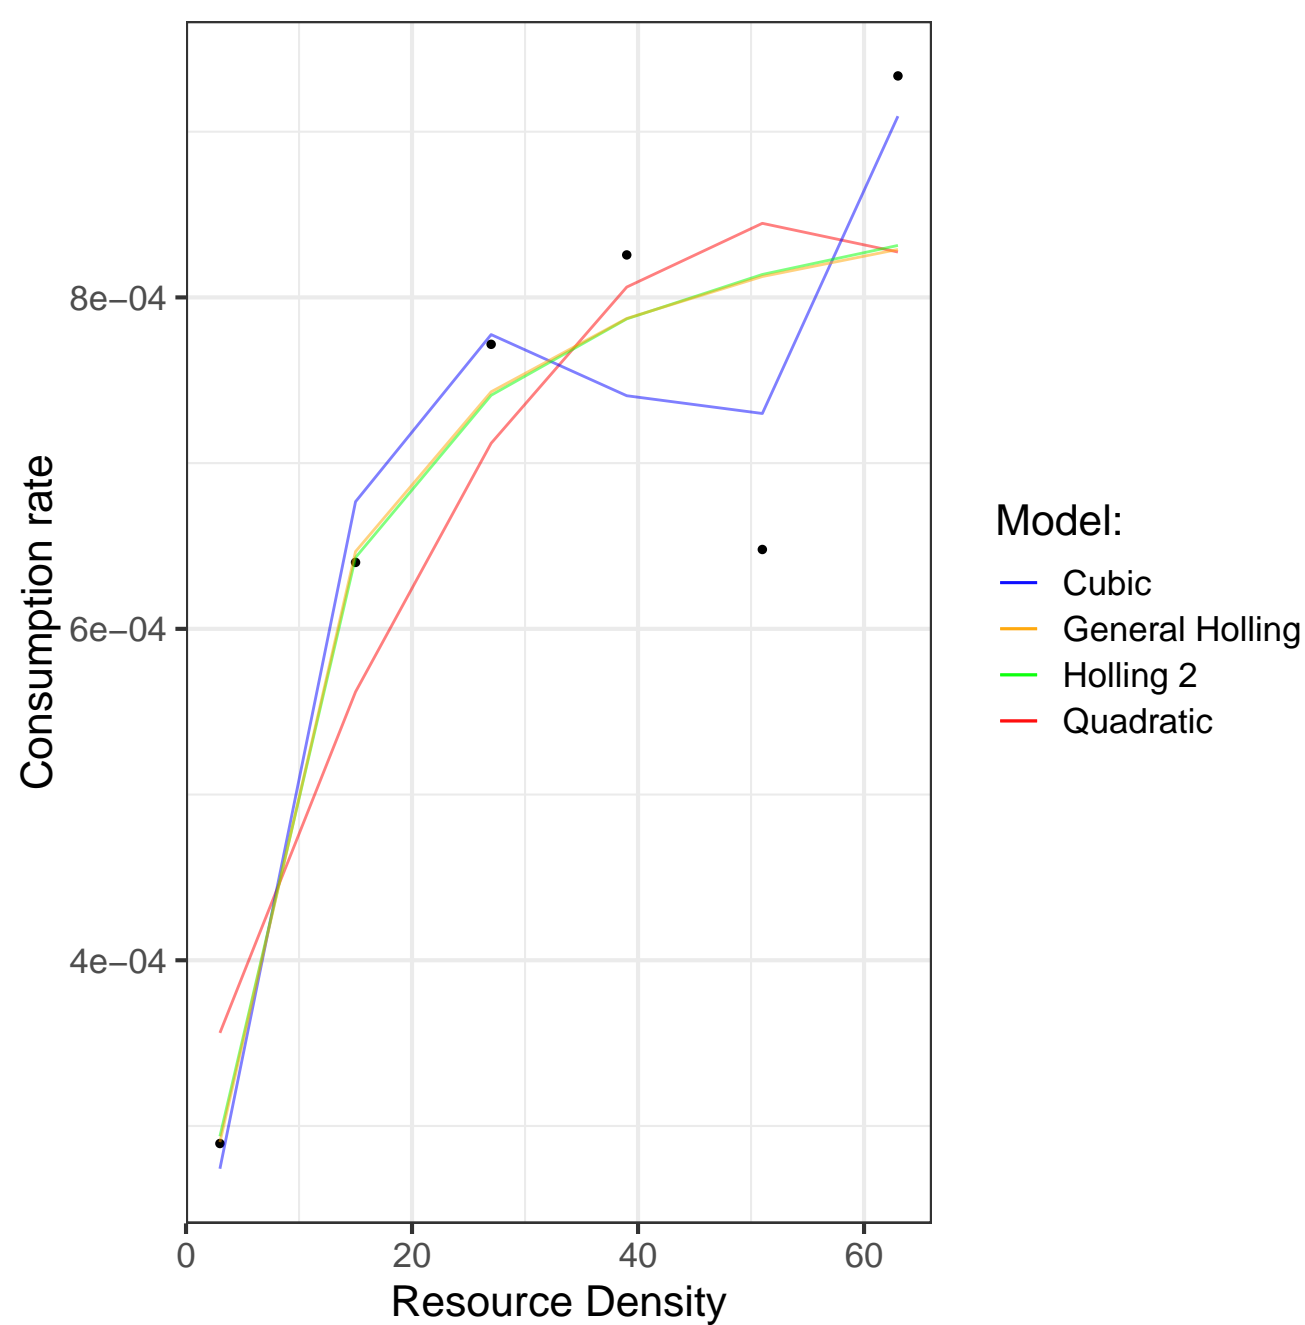 8e−04
6e−04
4e−04
0
20
40
60
Resource Density
Consumption rate
Model:
Cubic
General Holling
Holling 2
Quadratic